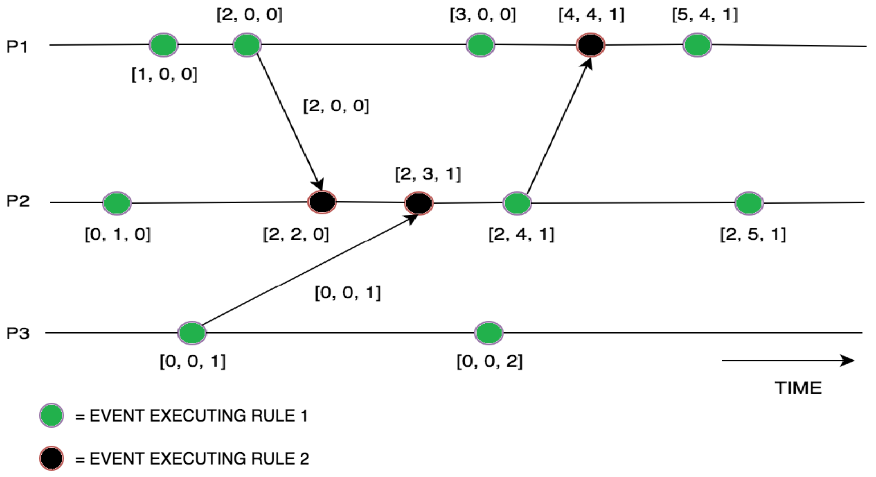 [2, 0, 0]
[3, 0, 0]
[4, 4, 1]
[5, 4, 1]
P1
[1, 0, 0]
[2, 0, 0]
[2, 3, 1]
P2
[0, 1, 0]
[2, 2, 0]
[2, 4, 1]
[2, 5, 1]
[0, 0, 1]
P3
[0, 0, 1]
[0, 0, 2]
TIME
= EVENT EXECUTING RULE 1
= EVENT EXECUTING RULE 2